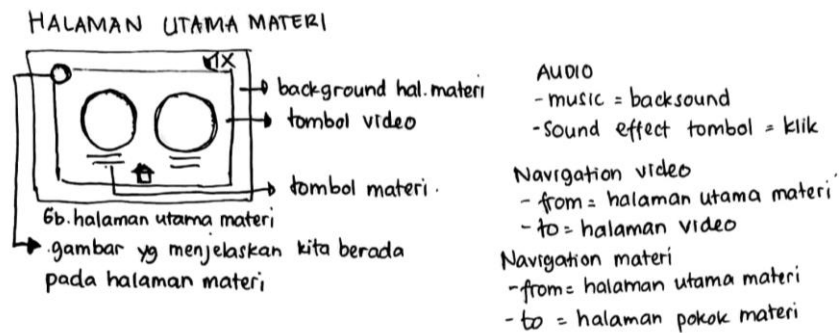 HALAMAN UTAMA MATERI
background hal. materi
tombol video
tombol materi.
Gb. halaman utama materi
gambar yg menjelaskan kita berada
pada halaman materi
AUDIO
- music = backsound
- Sound effect tombol = klik
Navigation video
- from = halaman utama materi
- to = halaman video
Navigation materi
- from = halaman utama materi
- to = halaman pokok materi